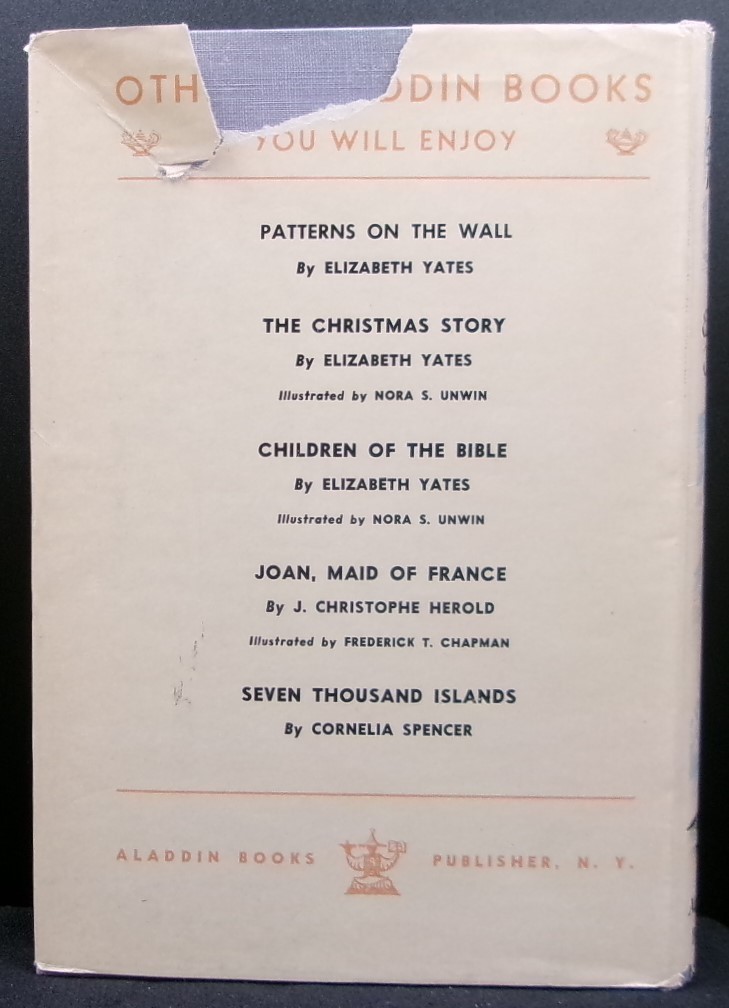 OTH DDIN BOOKS
YOU WILL ENJOY
PATTERNS ON THE WALL
By ELIZABETH YATES
THE CHRISTMAS STORY
By ELIZABETH YATES
Illustrated by NORA S. UNWIN
CHILDREN OF THE BIBLE
By ELIZABETH YATES
Illustrated by NORA S. UNWIN
JOAN, MAID OF FRANCE
By J. CHRISTOPHE HEROLD
Illustrated by FREDERICK T. CHAPMAN
SEVEN THOUSAND ISLANDS
By CORNELIA SPENCER
ALADDIN BOOKS PUBLISHER, N. Y.